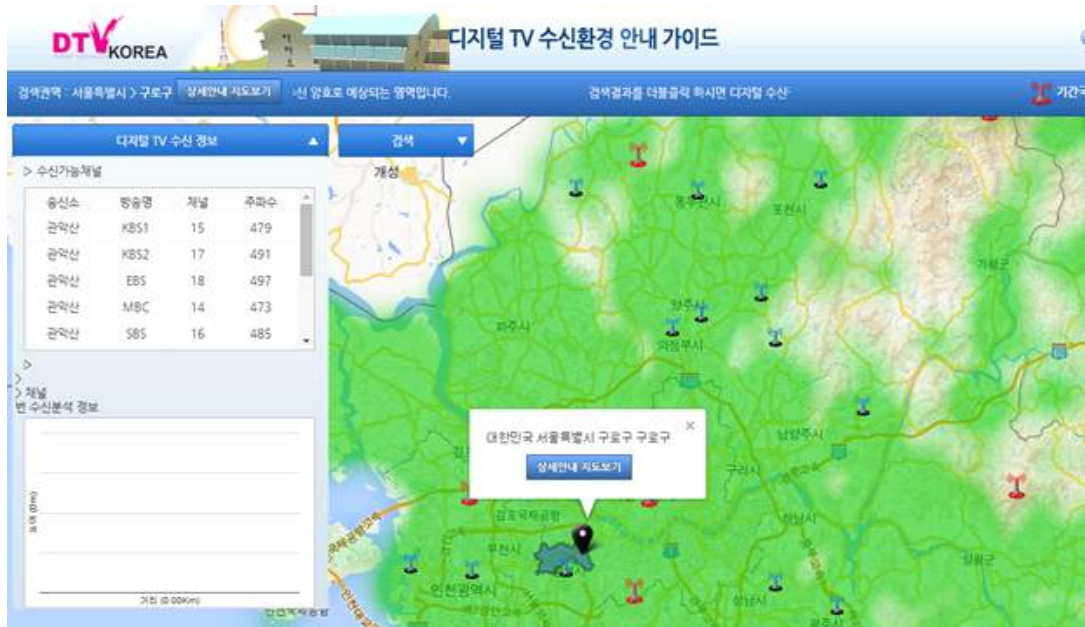 DTV KOREA
디지털 TV 수신환경 안내 가이드
검색권역 : 서울특별시 > 구로구 상세안내 지도보기 신 양호로 예상되는 영역입니다. 검색결과를 더블클릭 하시면 디지털 수신
디지털 TV 수신 정보 ▲
검색 ▼
> 수신가능채널
송신소 방송명 채널 주파수
관악산 KBS1 15 479
관악산 KBS2 17 491
관악산 EBS 18 497
관악산 MBC 14 473
관악산 SBS 16 485
>
>
> 채널
번 수신분석 정보
거리 (0.00Km)
개성
동두천시
포천시
가평군
양주시
파주시
의정부시
남양주시
구리시
대한민국 서울특별시 구로구 구로구 ×
상세안내 지도보기
김포국제공항
하남시
부천시
인천광역시
성남시
광주시
인천국제공항